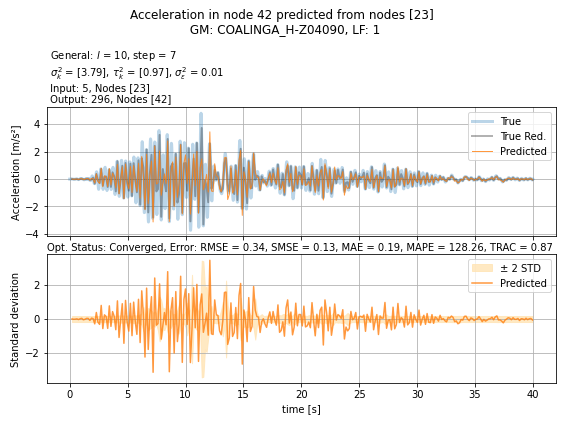 Acceleration in node 42 predicted from nodes [23]
GM: COALINGA_H-Z04090, LF: 1
General: l = 10, step = 7
σ²ₖ = [3.79], τ²ₖ = [0.97], σ²ε = 0.01
Input: 5, Nodes [23]
Output: 296, Nodes [42]
Acceleration [m/s²]
4
2
0
−2
−4
True
True Red.
Predicted
Opt. Status: Converged, Error: RMSE = 0.34, SMSE = 0.13, MAE = 0.19, MAPE = 128.26, TRAC = 0.87
Standard deviation
2
0
−2
± 2 STD
Predicted
0 5 10 15 20 25 30 35 40
time [s]